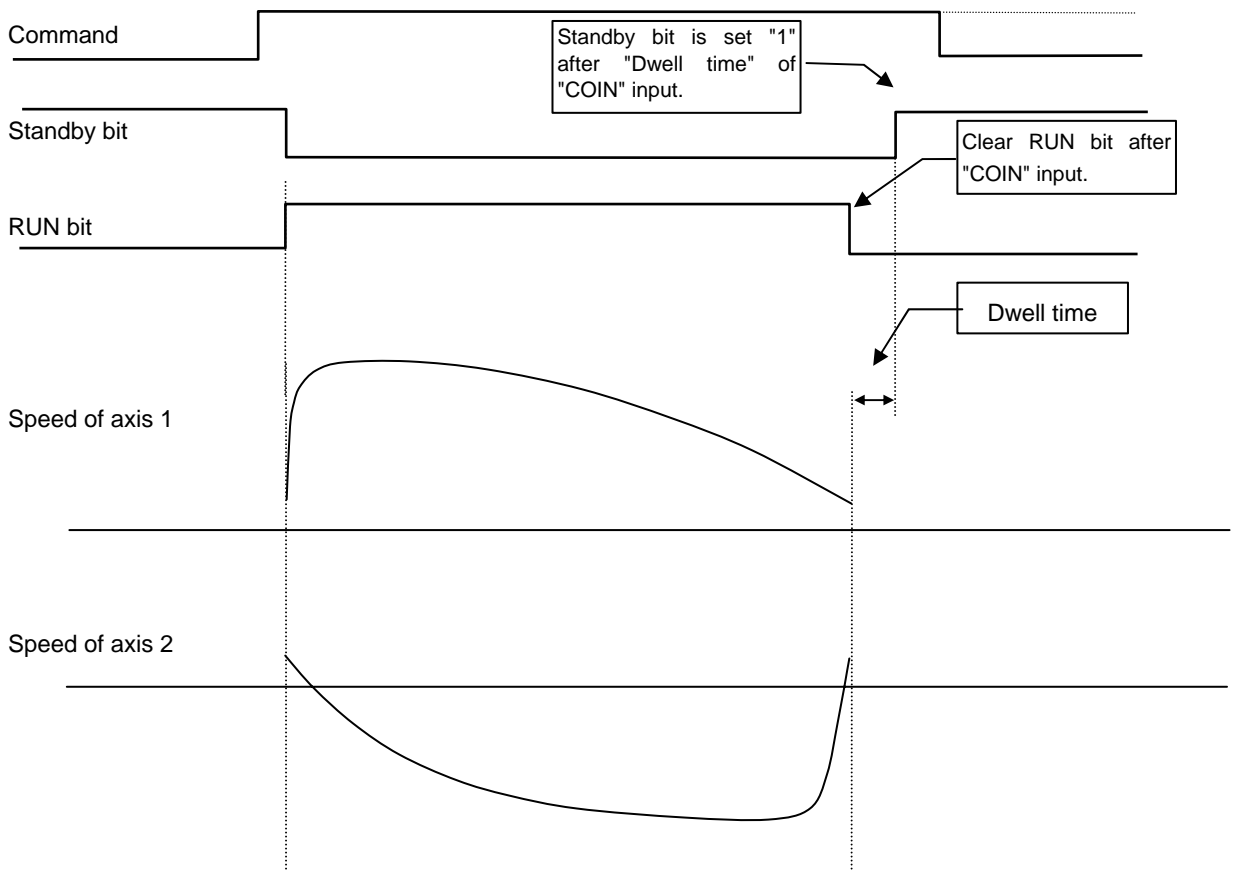 Command
Standby bit is set "1"
after "Dwell time" of
"COIN" input.
Standby bit
Clear RUN bit after
"COIN" input.
RUN bit
Dwell time
Speed of axis 1
Speed of axis 2